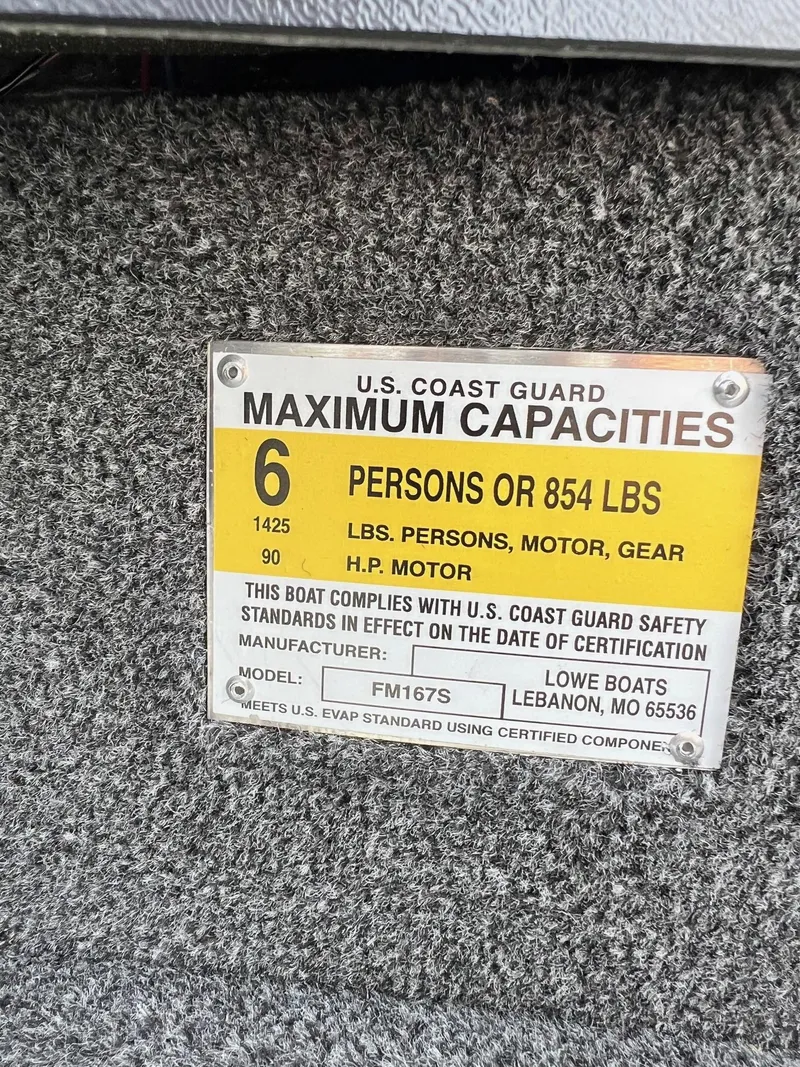 U.S. COAST GUARD
MAXIMUM CAPACITIES
6 PERSONS OR 854 LBS
1425 LBS. PERSONS, MOTOR, GEAR
90 H.P. MOTOR
THIS BOAT COMPLIES WITH U.S. COAST GUARD SAFETY
STANDARDS IN EFFECT ON THE DATE OF CERTIFICATION
MANUFACTURER:
LOWE BOATS
MODEL: FM167S
LEBANON, MO 65536
MEETS U.S. EVAP STANDARD USING CERTIFIED